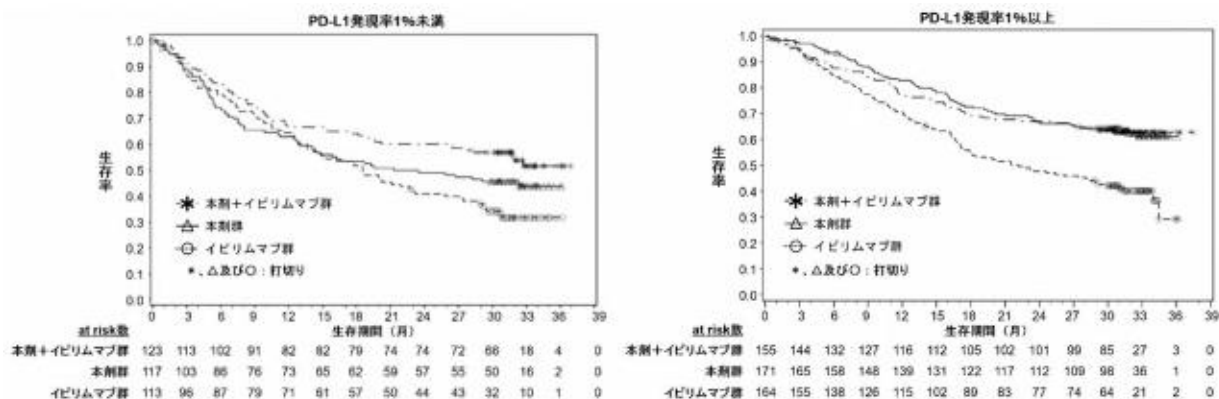 PD-L1発現率1%未満
1.0
0.9
0.8
0.7
0.6
0.5
0.4
0.3
0.2
0.1
0.0
生存率
本剤+イピリムマブ群
本剤群
イピリムマブ群
*、△及び○:打切り
0 3 6 9 12 15 18 21 24 27 30 33 36 39
生存期間(月)
at risk数
本剤+イピリムマブ群 123 113 102 91 82 82 79 74 74 72 66 18 4 0
本剤群 117 103 86 76 73 65 62 59 57 55 50 16 2 0
イピリムマブ群 113 96 87 79 71 61 57 50 44 43 32 10 1 0
PD-L1発現率1%以上
1.0
0.9
0.8
0.7
0.6
0.5
0.4
0.3
0.2
0.1
0.0
生存率
本剤+イピリムマブ群
本剤群
イピリムマブ群
*、△及び○:打切り
0 3 6 9 12 15 18 21 24 27 30 33 36 39
生存期間(月)
at risk数
本剤+イピリムマブ群 155 144 132 127 116 112 105 102 101 99 85 27 3 0
本剤群 171 165 158 148 139 131 122 117 112 109 98 36 1 0
イピリムマブ群 164 155 138 126 115 102 89 83 77 74 64 21 2 0